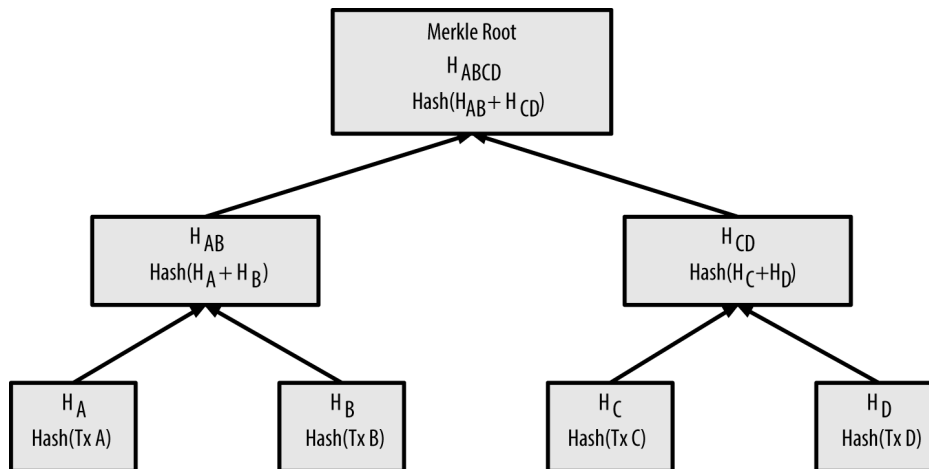 Merkle Root
H ABCD
Hash(H AB + H CD)
H AB
Hash(H A + H B)
H CD
Hash(H C+H D)
H A
Hash(Tx A)
H B
Hash(Tx B)
H C
Hash(Tx C)
H D
Hash(Tx D)